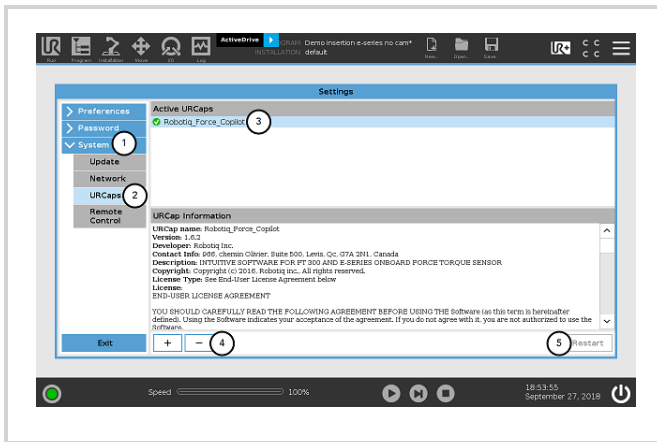 ActiveDrive
GRAM Demo insertion e-series no cam*
INSTALLATION default
Run Program Installation Move I/O Log New... Open... Save...
UR+
C C
C C
Settings
Preferences
Password
System
Update
Network
URCaps
Remote
Control
Exit
1
2
Active URCaps
Robotiq_Force_Copilot
3
URCap Information
URCap name: Robotiq_Force_Copilot
Version: 1.6.2
Developer: Robotiq Inc.
Contact Info: 966, chemin Olivier, Suite 500, Levis, Qc, G7A 2N1, Canada
Description: INTUITIVE SOFTWARE FOR FT 300 AND E-SERIES ONBOARD FORCE TORQUE SENSOR
Copyright: Copyright (c) 2016, Robotiq inc., All rights reserved.
License Type: See End-User License Agreement below
License:
END-USER LICENSE AGREEMENT
YOU SHOULD CAREFULLY READ THE FOLLOWING AGREEMENT BEFORE USING THE Software (as this term is hereinafter
defined). Using the Software indicates your acceptance of the agreement. If you do not agree with it, you are not authorized to use the
Software.
+ − 4
5 Restart
Speed 100%
18:53:55
September 27, 2018